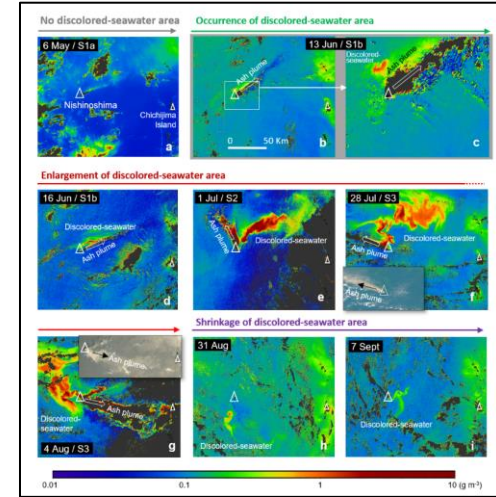 No discolored-seawater area
Occurrence of discolored-seawater area
6 May / S1a
Nishinoshima
Chichijima
Island
a
13 Jun / S1b
Ash plume
0 50 Km
b
Discolored-
seawater
Ash plume
c
Enlargement of discolored-seawater area
16 Jun / S1b
Discolored-seawater
Ash plume
d
1 Jul / S2
Ash plume
Discolored-seawater
e
28 Jul / S3
Discolored-seawater
Ash plume
Ash plume
f
Shrinkage of discolored-seawater area
Ash plume
Ash plume
Discolored-
seawater
4 Aug / S3
g
31 Aug
Discolored-seawater
h
7 Sept
Discolored-seawater
i
0.01 0.1 1 10 (g m-3)